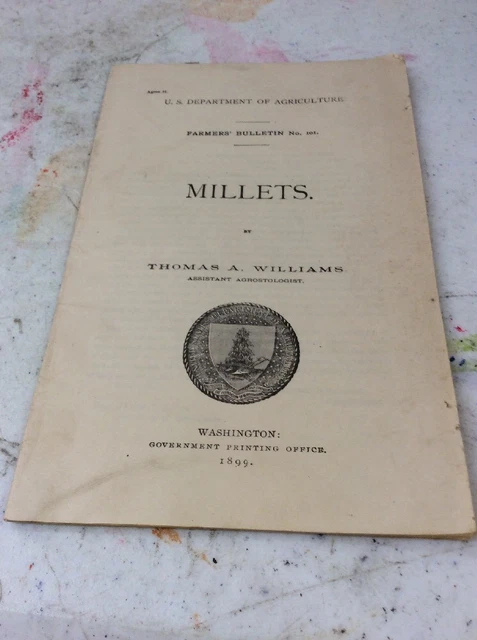 U. S. DEPARTMENT OF AGRICULTURE.
FARMERS' BULLETIN No. 101.
MILLETS.
BY
THOMAS A. WILLIAMS
ASSISTANT AGROSTOLOGIST.
WASHINGTON:
GOVERNMENT PRINTING OFFICE.
1899.